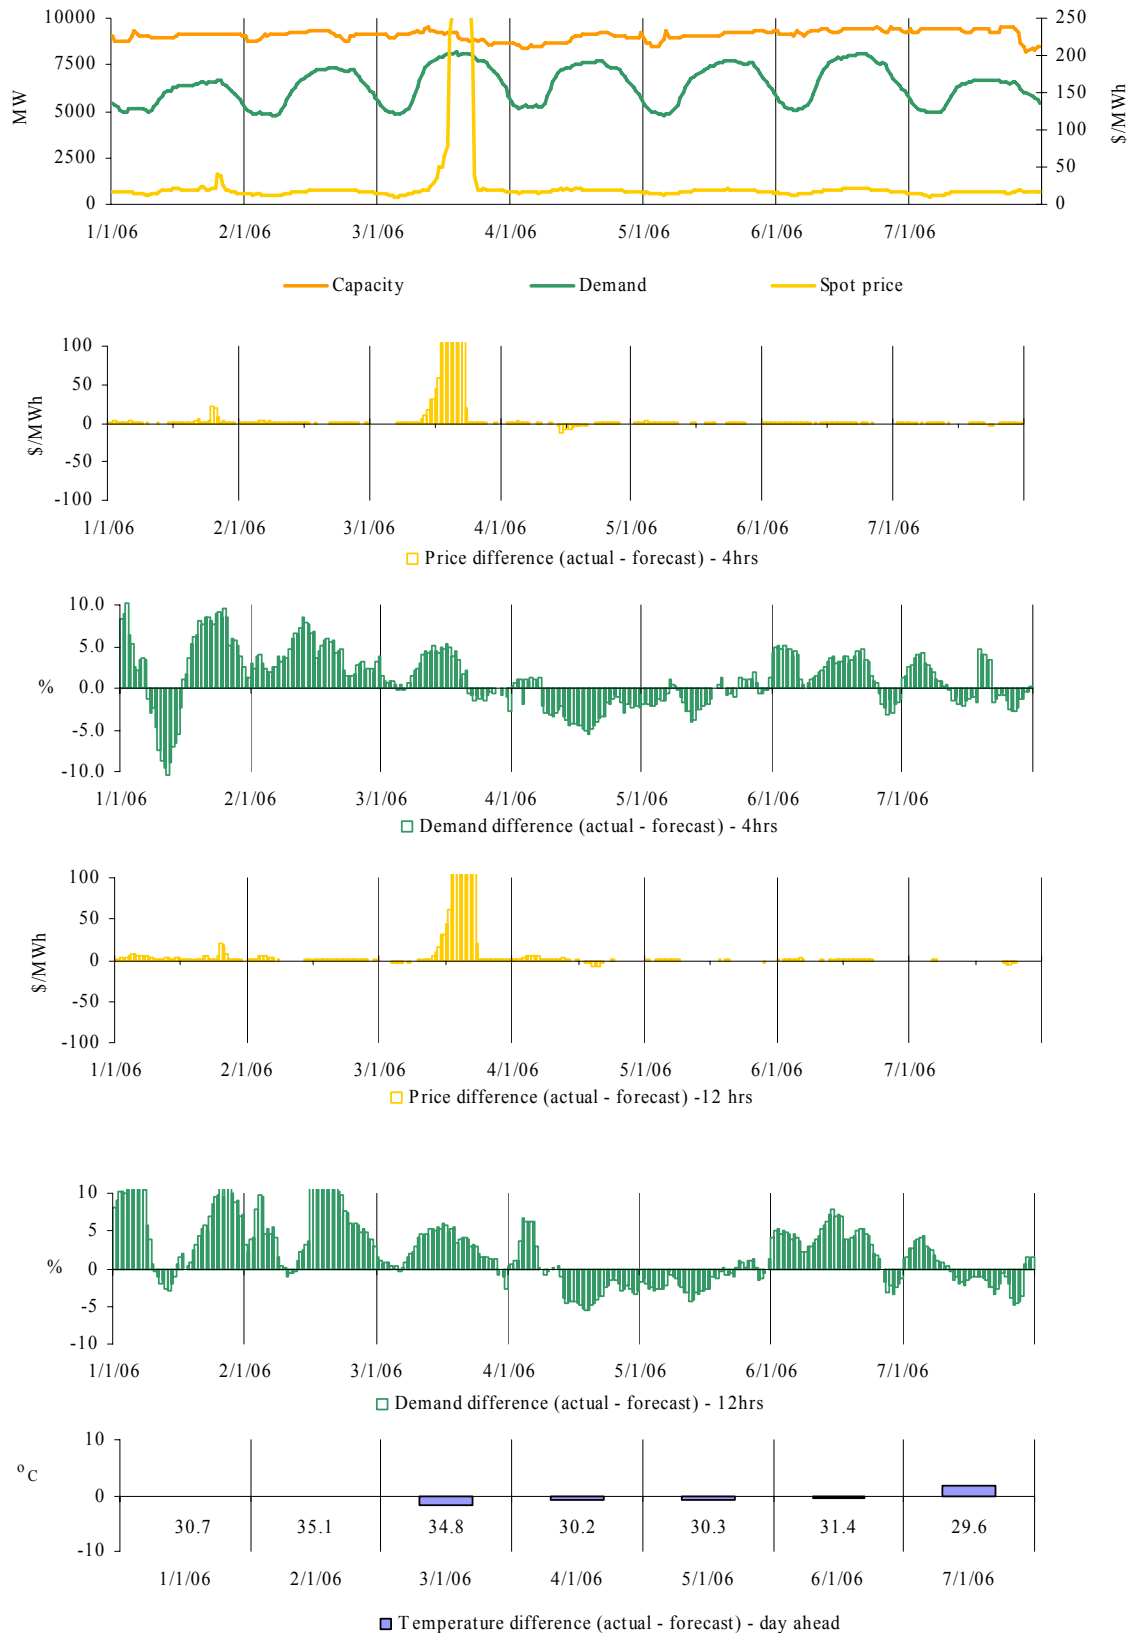 10000
7500
5000
2500
0
MW
250
200
150
100
50
0
$/MWh
1/1/06 2/1/06 3/1/06 4/1/06 5/1/06 6/1/06 7/1/06
Capacity Demand Spot price
100
50
0
-50
-100
$/MWh
1/1/06 2/1/06 3/1/06 4/1/06 5/1/06 6/1/06 7/1/06
Price difference (actual - forecast) - 4hrs
10.0
5.0
0.0
-5.0
-10.0
%
1/1/06 2/1/06 3/1/06 4/1/06 5/1/06 6/1/06 7/1/06
Demand difference (actual - forecast) - 4hrs
100
50
0
-50
-100
$/MWh
1/1/06 2/1/06 3/1/06 4/1/06 5/1/06 6/1/06 7/1/06
Price difference (actual - forecast) -12 hrs
10
5
0
-5
-10
%
1/1/06 2/1/06 3/1/06 4/1/06 5/1/06 6/1/06 7/1/06
Demand difference (actual - forecast) - 12hrs
10
0
-10
°C
30.7 35.1 34.8 30.2 30.3 31.4 29.6
1/1/06 2/1/06 3/1/06 4/1/06 5/1/06 6/1/06 7/1/06
Temperature difference (actual - forecast) - day ahead